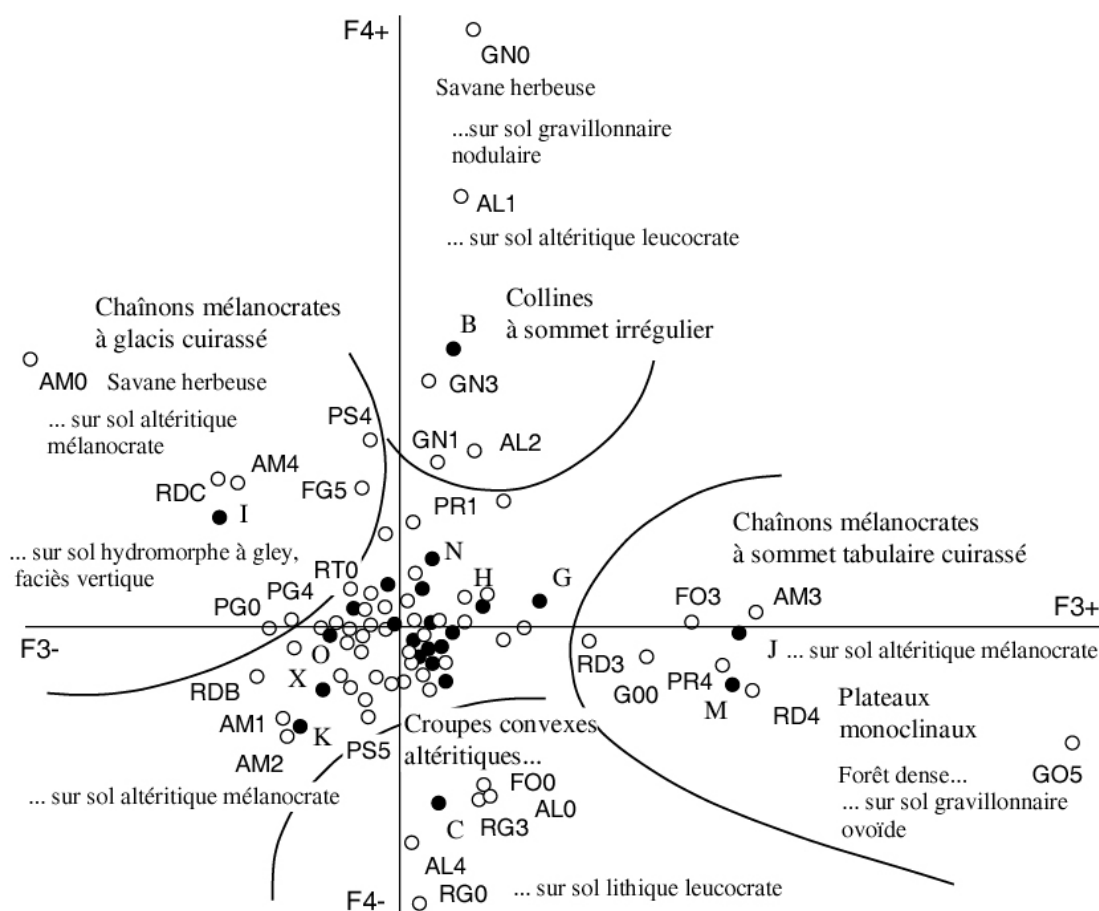 F4+
GN0
Savane herbeuse
...sur sol gravillonnaire
nodulaire
AL1
... sur sol altéritique leucocrate
Chaînons mélanocrates
à glacis cuirassé
Collines
à sommet irrégulier
B
AM0
Savane herbeuse
GN3
... sur sol altéritique
mélanocrate
PS4
GN1
AL2
AM4
RDC
FG5
I
PR1
Chaînons mélanocrates
à sommet tabulaire cuirassé
... sur sol hydromorphe à gley,
faciès vertique
N
RT0
H
G
PG4
PG0
FO3
AM3
F3+
F3-
O
J
... sur sol altéritique mélanocrate
RD3
PR4
G00
X
RDB
M
RD4
Plateaux
monoclinaux
AM1
K
AM2
PS5
Croupes convexes
altéritiques...
Forêt dense...
GO5
... sur sol altéritique mélanocrate
FO0
AL0
... sur sol gravillonnaire
ovoïde
C
RG3
AL4
RG0
... sur sol lithique leucocrate
F4-